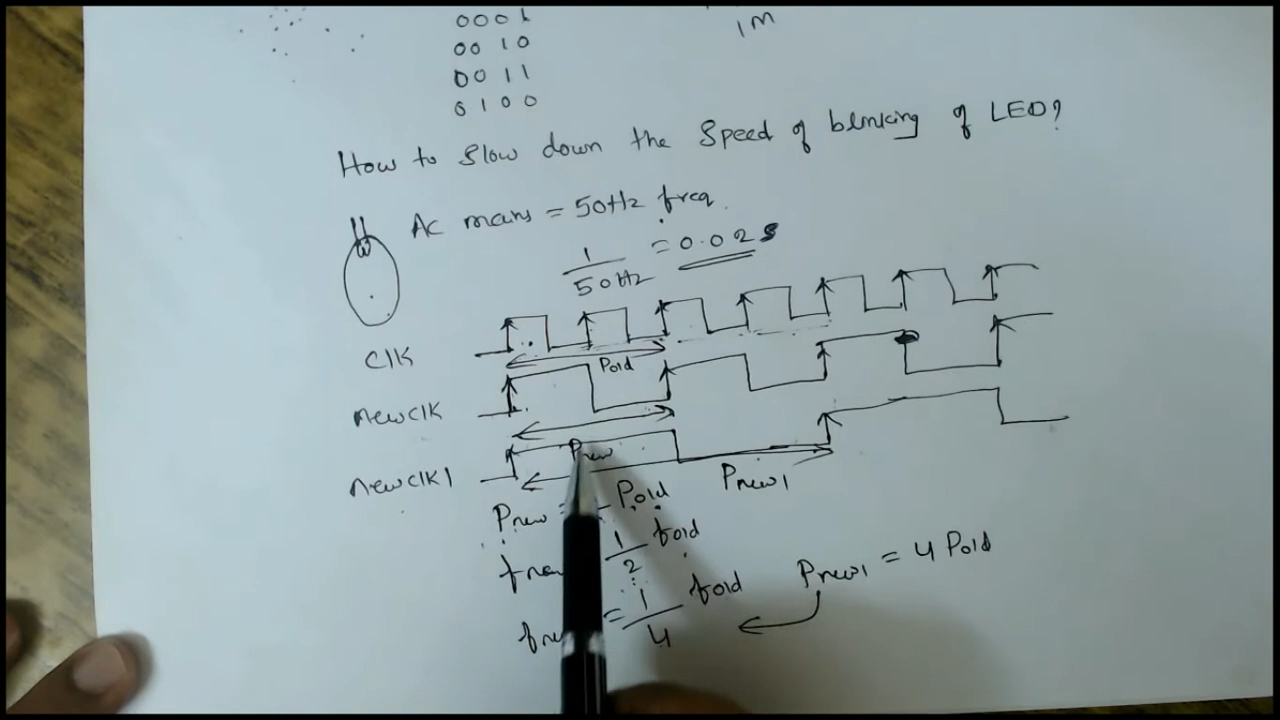 0001
0010
1M
0011
0100
How to Slow down the Speed of blinking of LED?
Ac mans = 50Hz freq.
1/50Hz = 0.02s
Clk
Pold
newclk
Pnew
newclk1
Pnew1
Pnew = Pold
1/2 fold
Pnew1 = 4 Pold
= 1/4 fold